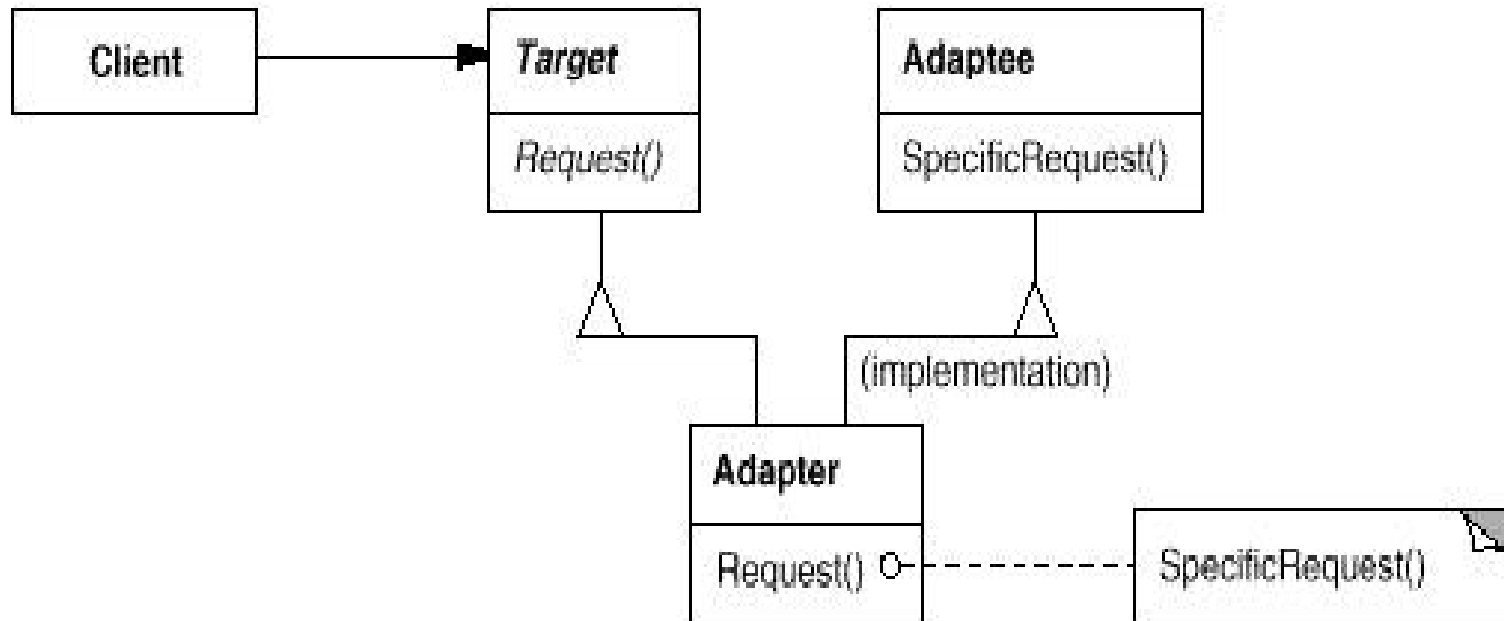 Client
Target
Request()
Adaptee
SpecificRequest()
(implementation)
Adapter
Request()
SpecificRequest()